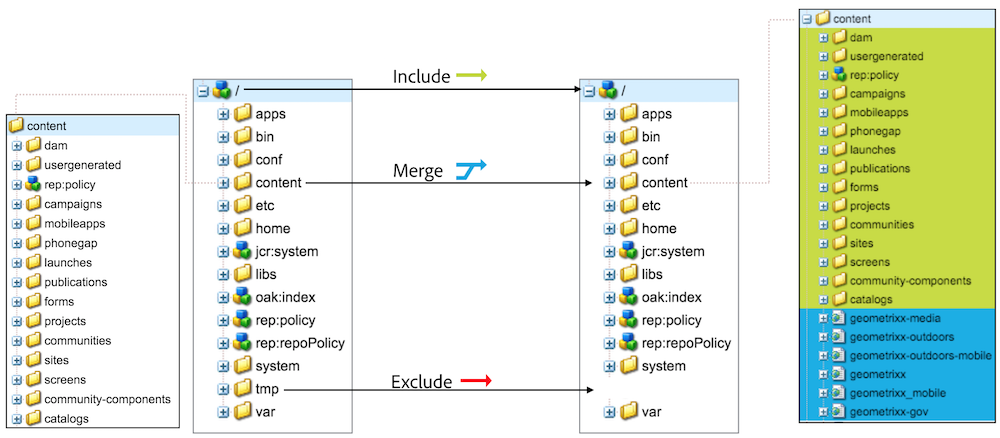 content
dam
usergenerated
rep:policy
campaigns
mobileapps
phonegap
launches
publications
forms
projects
communities
sites
screens
community-components
catalogs
/
apps
bin
conf
content
etc
home
jcr:system
libs
oak:index
rep:policy
rep:repoPolicy
system
tmp
var
Include
Merge
Exclude
/
apps
bin
conf
content
etc
home
jcr:system
libs
oak:index
rep:policy
rep:repoPolicy
system
var
content
dam
usergenerated
rep:policy
campaigns
mobileapps
phonegap
launches
publications
forms
projects
communities
sites
screens
community-components
catalogs
geometrixx-media
geometrixx-outdoors
geometrixx-outdoors-mobile
geometrixx
geometrixx_mobile
geometrixx-gov